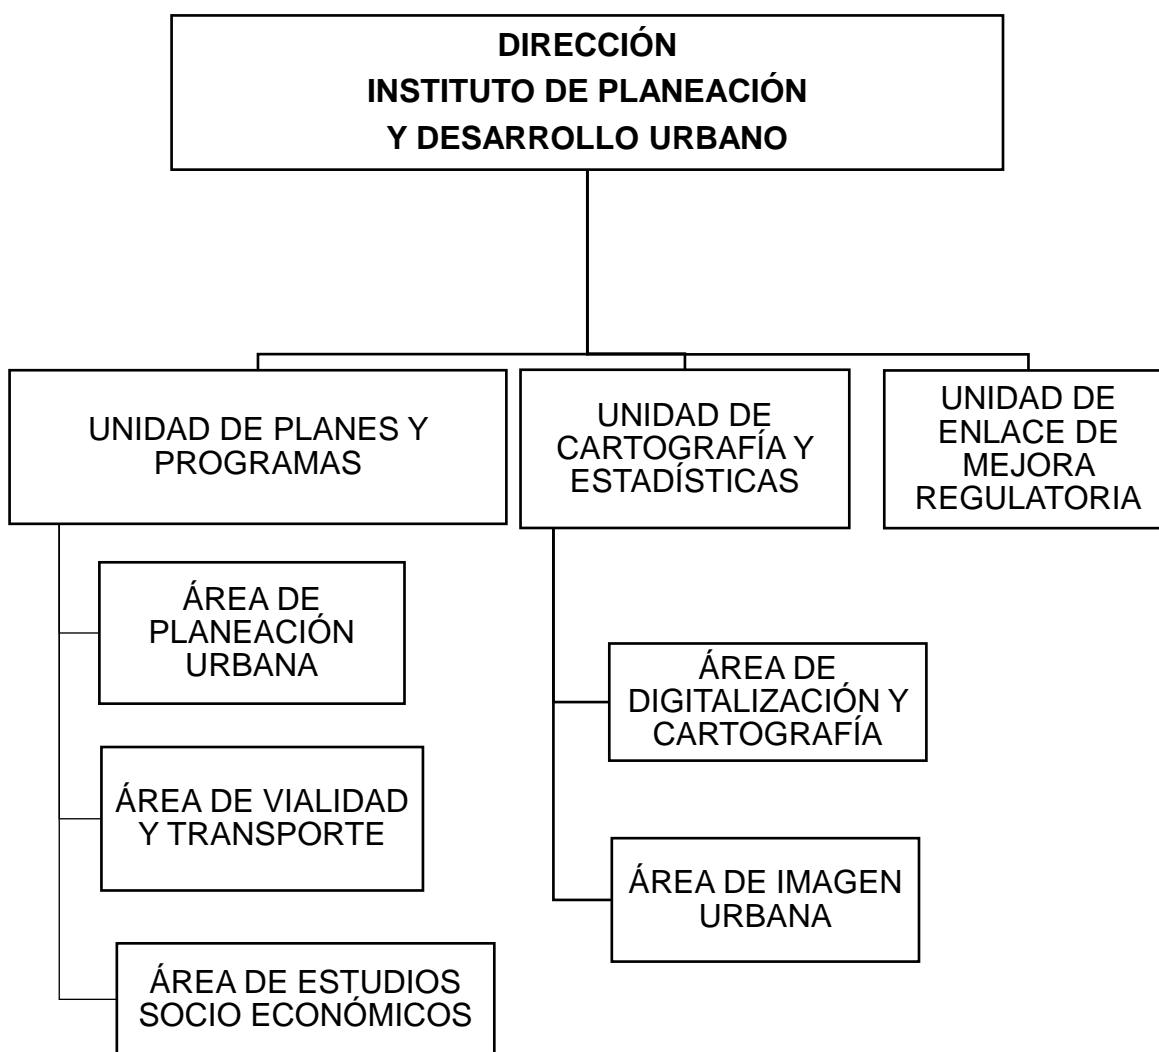 DIRECCIÓN
INSTITUTO DE PLANEACIÓN
Y DESARROLLO URBANO
UNIDAD DE PLANES Y
PROGRAMAS
UNIDAD DE
CARTOGRAFÍA Y
ESTADÍSTICAS
UNIDAD DE
ENLACE DE
MEJORA
REGULATORIA
ÁREA DE
PLANEACIÓN
URBANA
ÁREA DE VIALIDAD
Y TRANSPORTE
ÁREA DE ESTUDIOS
SOCIO ECONÓMICOS
ÁREA DE
DIGITALIZACIÓN Y
CARTOGRAFÍA
ÁREA DE IMAGEN
URBANA